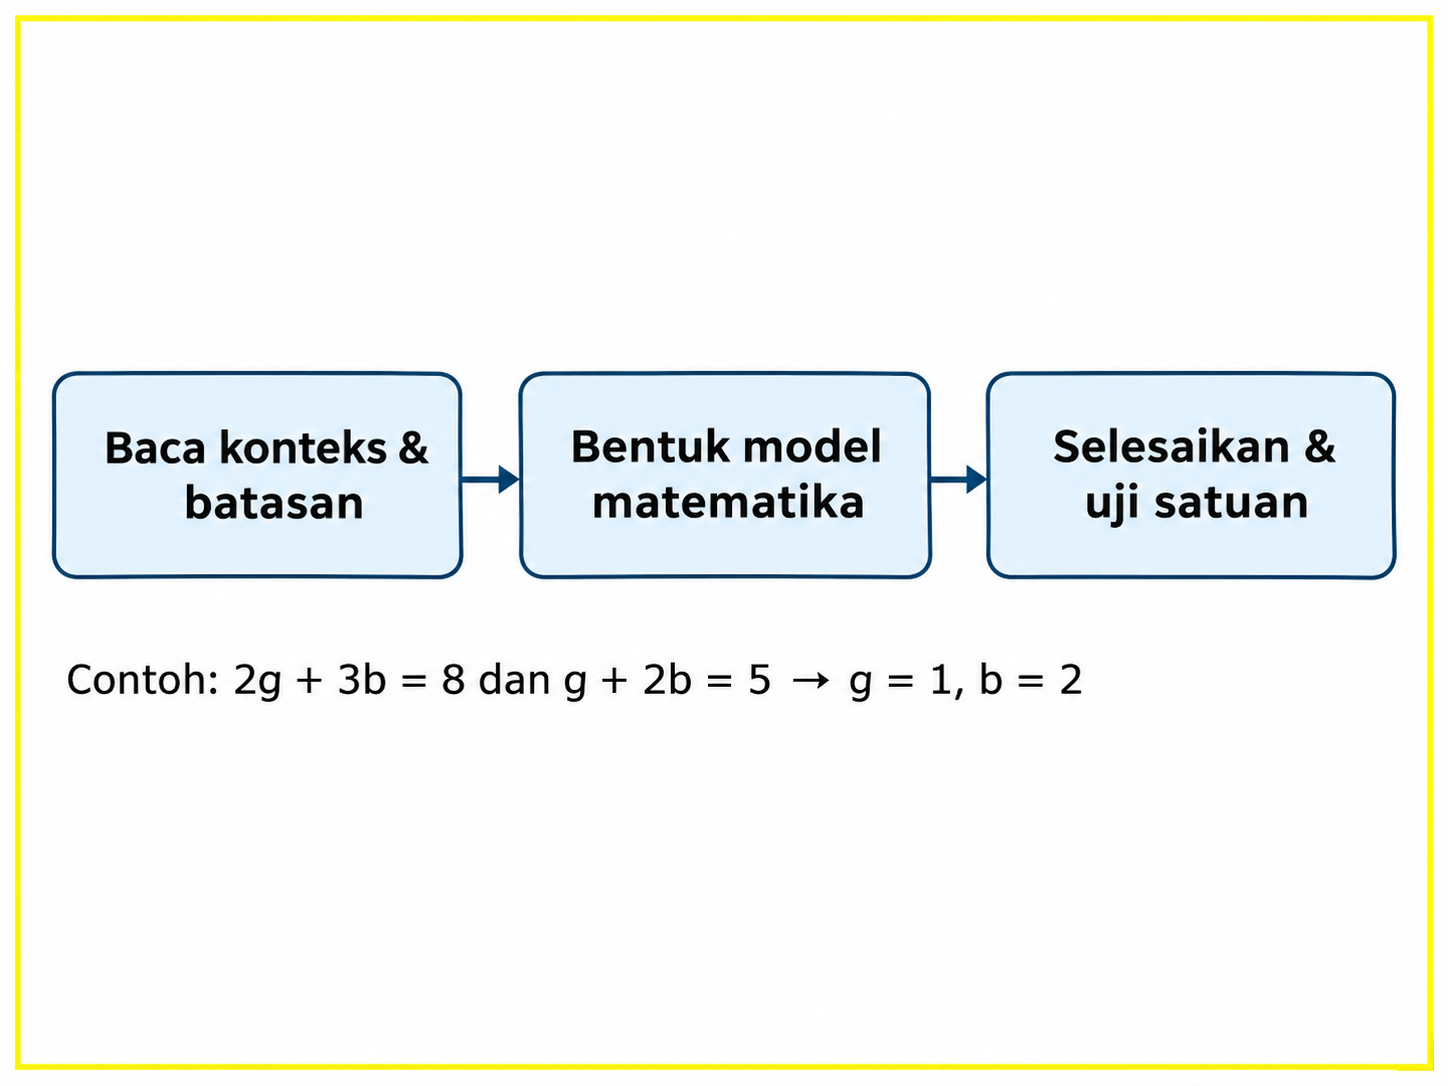 Baca konteks &
batasan
Bentuk model
matematika
Selesaikan &
uji satuan
Contoh: 2g + 3b = 8 dan g + 2b = 5 → g = 1, b = 2